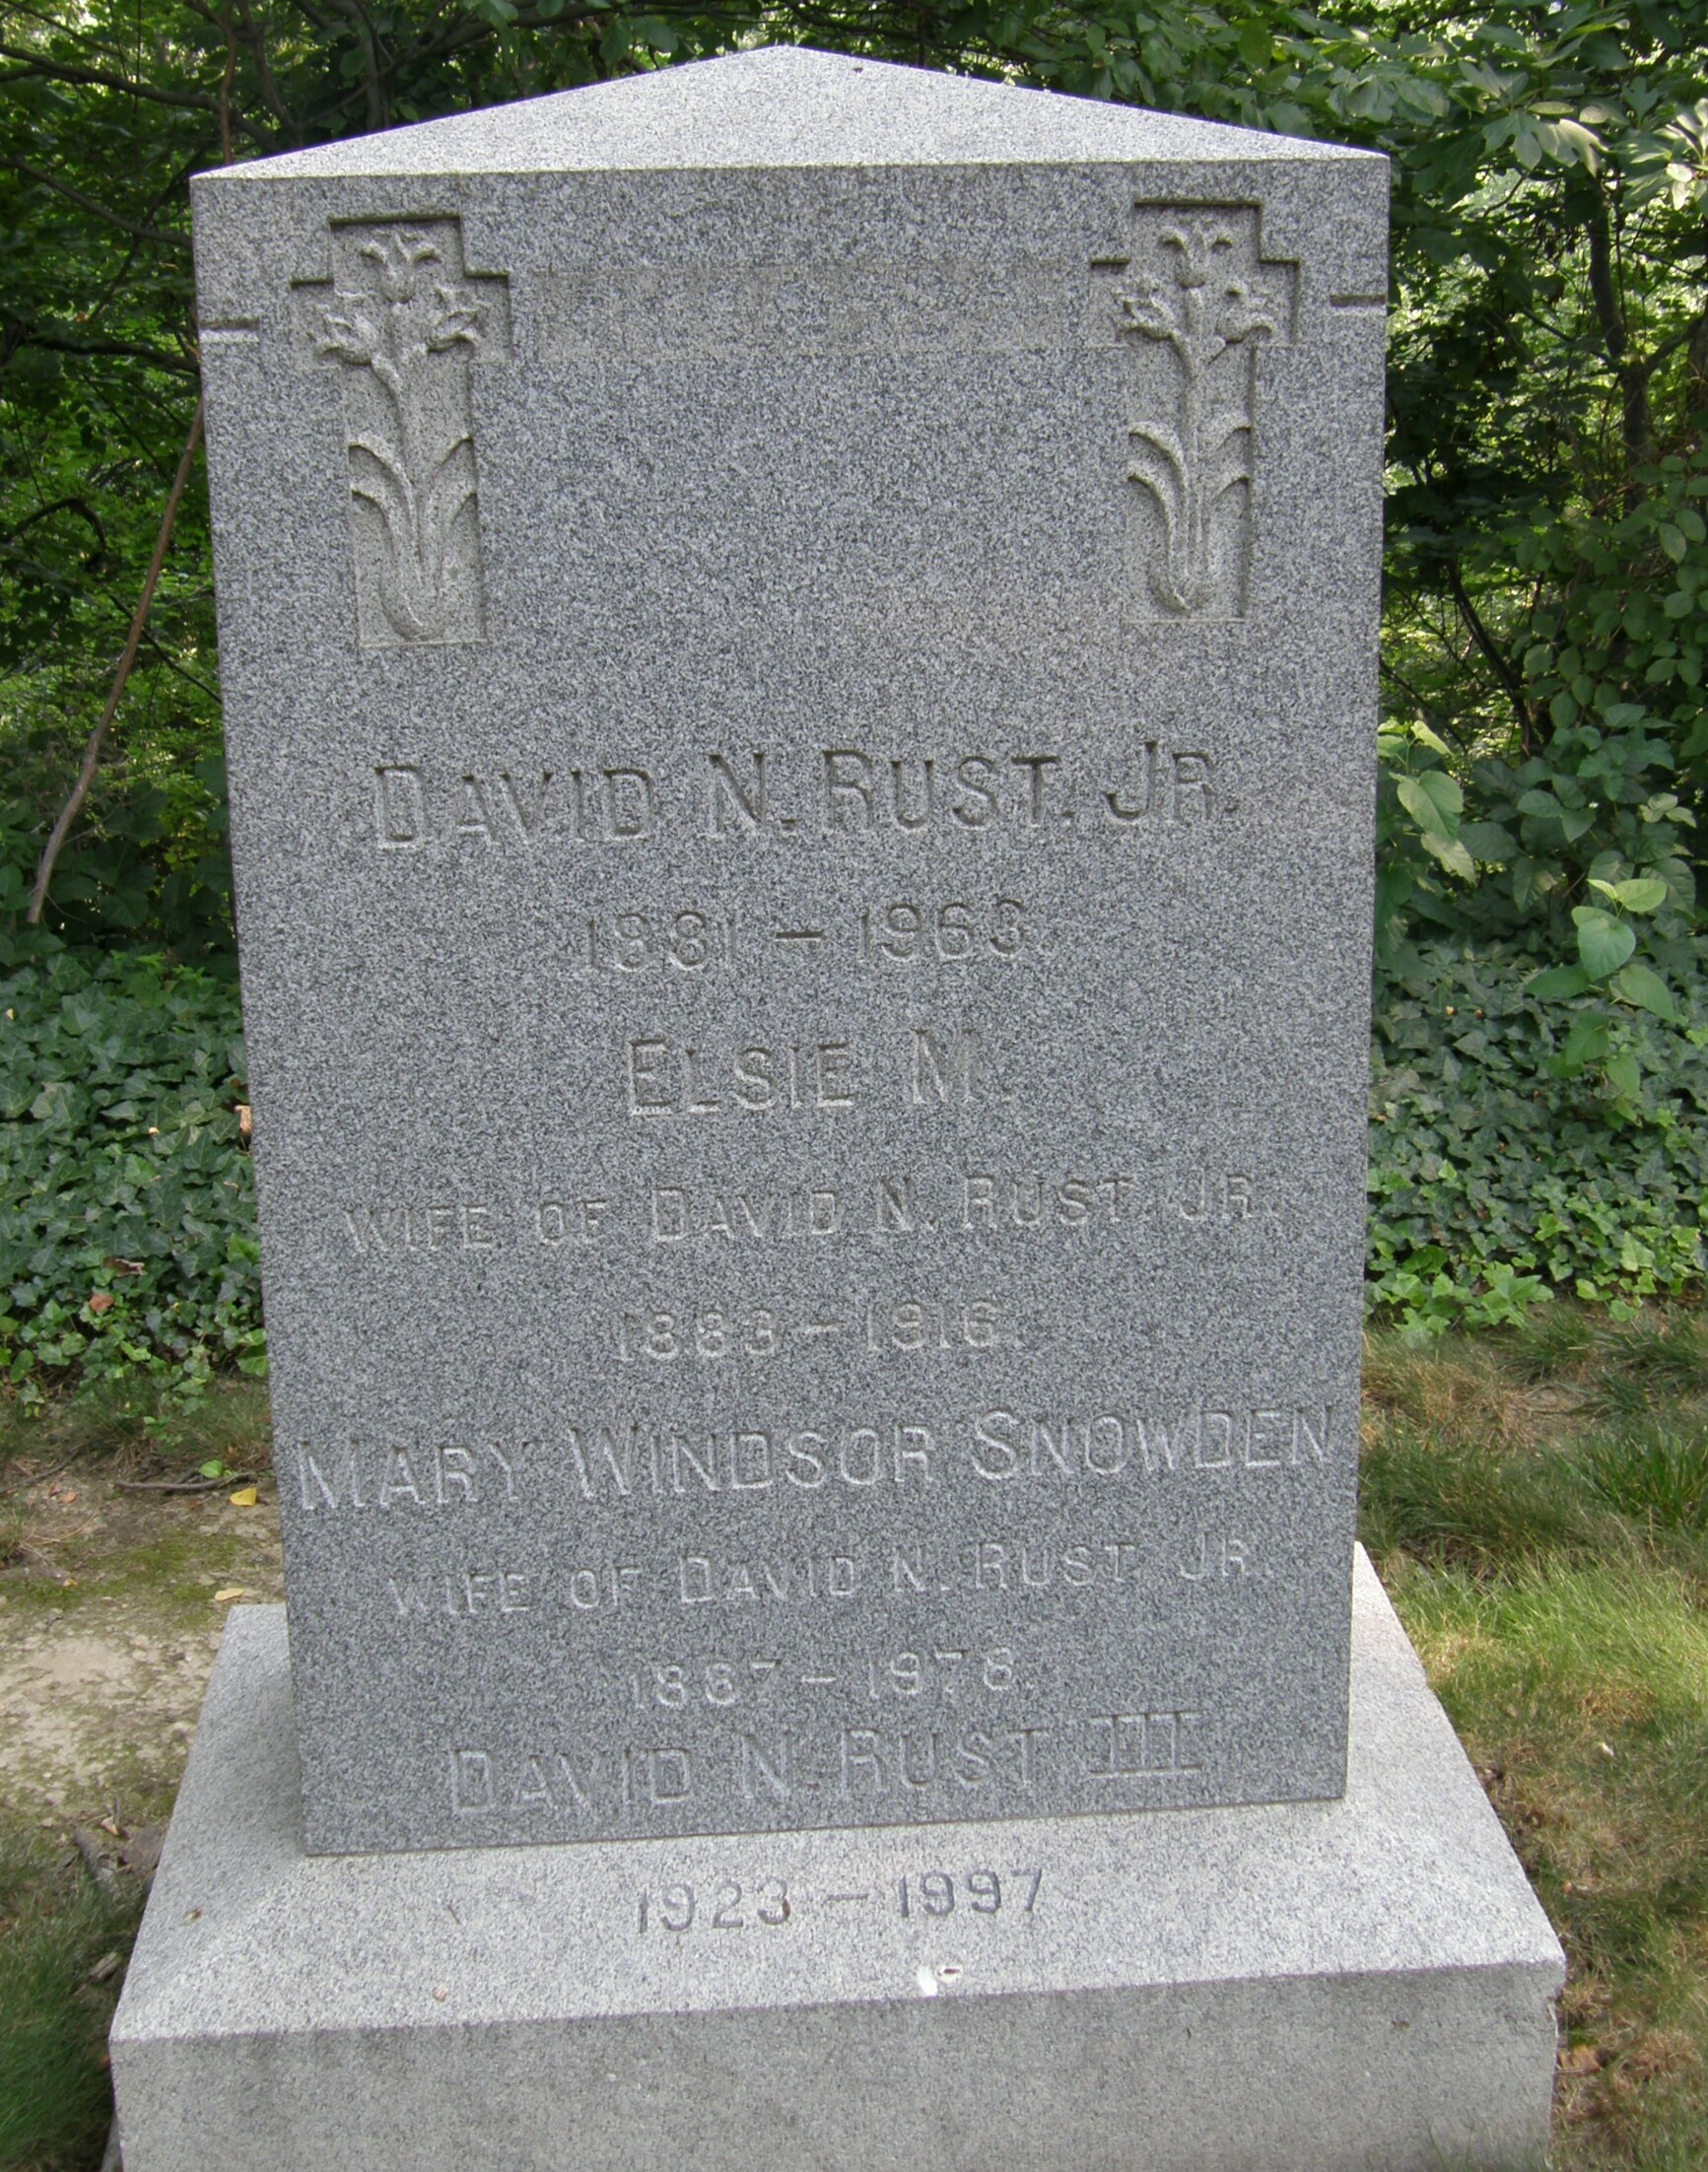 DAVID N. RUST. JR.
1881 – 1963.
ELSIE M.
WIFE OF DAVID N. RUST. JR.
1883 – 1916.
MARY WINDSOR SNOWDEN
WIFE OF DAVID N. RUST JR.
1887 – 1978.
DAVID N. RUST III
1923 – 1997